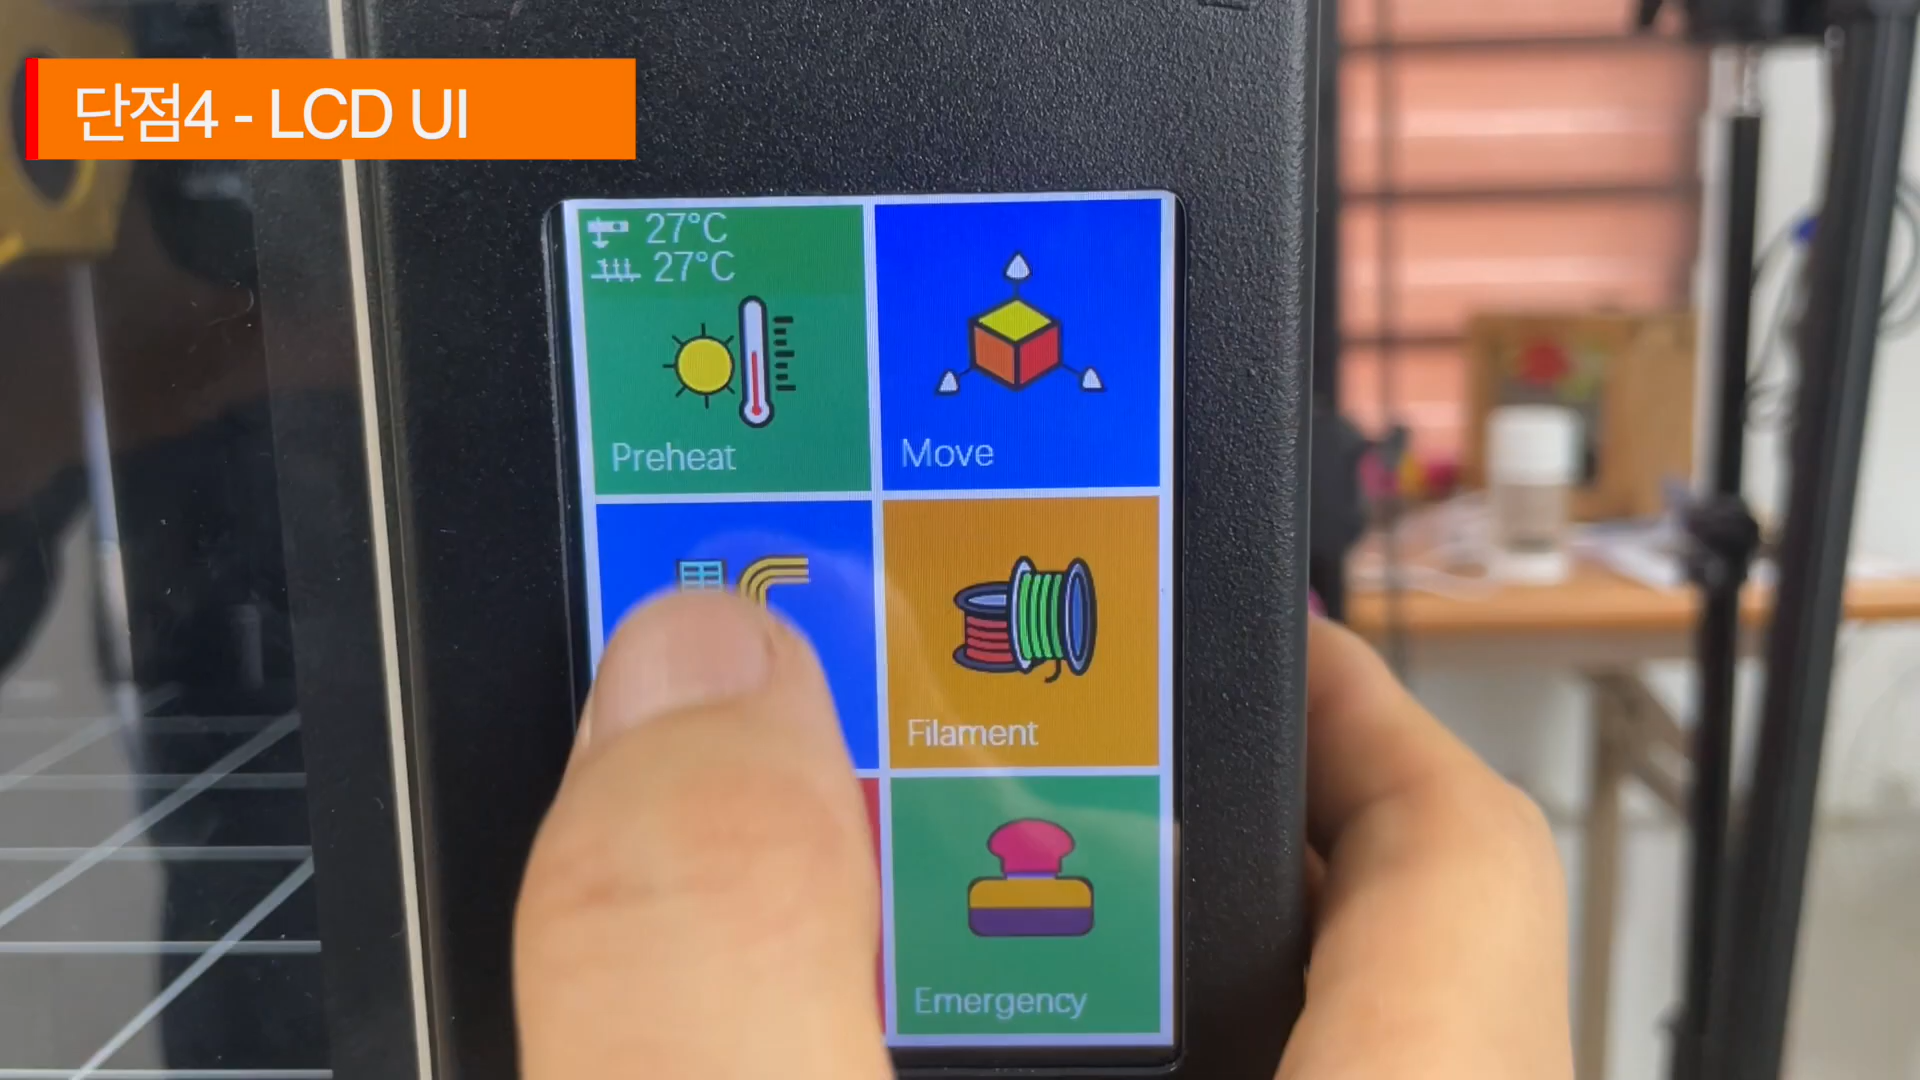 단점4 - LCD UI
27°C
27°C
Preheat
Move
Filament
Emergency